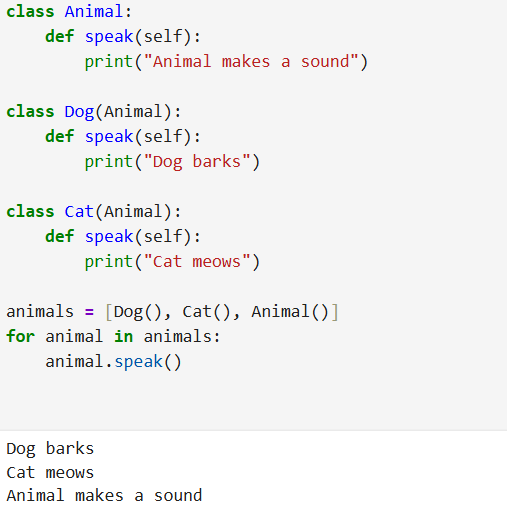 class Animal:
    def speak(self):
        print("Animal makes a sound")

class Dog(Animal):
    def speak(self):
        print("Dog barks")

class Cat(Animal):
    def speak(self):
        print("Cat meows")

animals = [Dog(), Cat(), Animal()]
for animal in animals:
    animal.speak()

Dog barks
Cat meows
Animal makes a sound